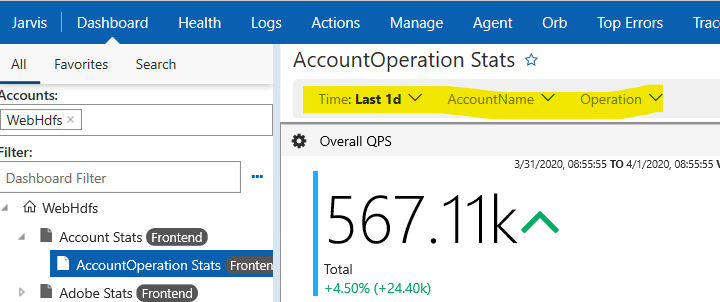 Jarvis Dashboard Health Logs Actions Manage Agent Orb Top Errors
All Favorites Search
Accounts:
WebHdfs ×
Filter:
Dashboard Filter ...
WebHdfs
Account Stats Frontend
AccountOperation Stats
Adobe Stats Frontend
AccountOperation Stats
Time: Last 1d AccountName Operation
Overall QPS
3/31/2020, 08:55:55 TO 4/1/2020, 08:55:55
567.11k
Total
+4.50% (+24.40k)